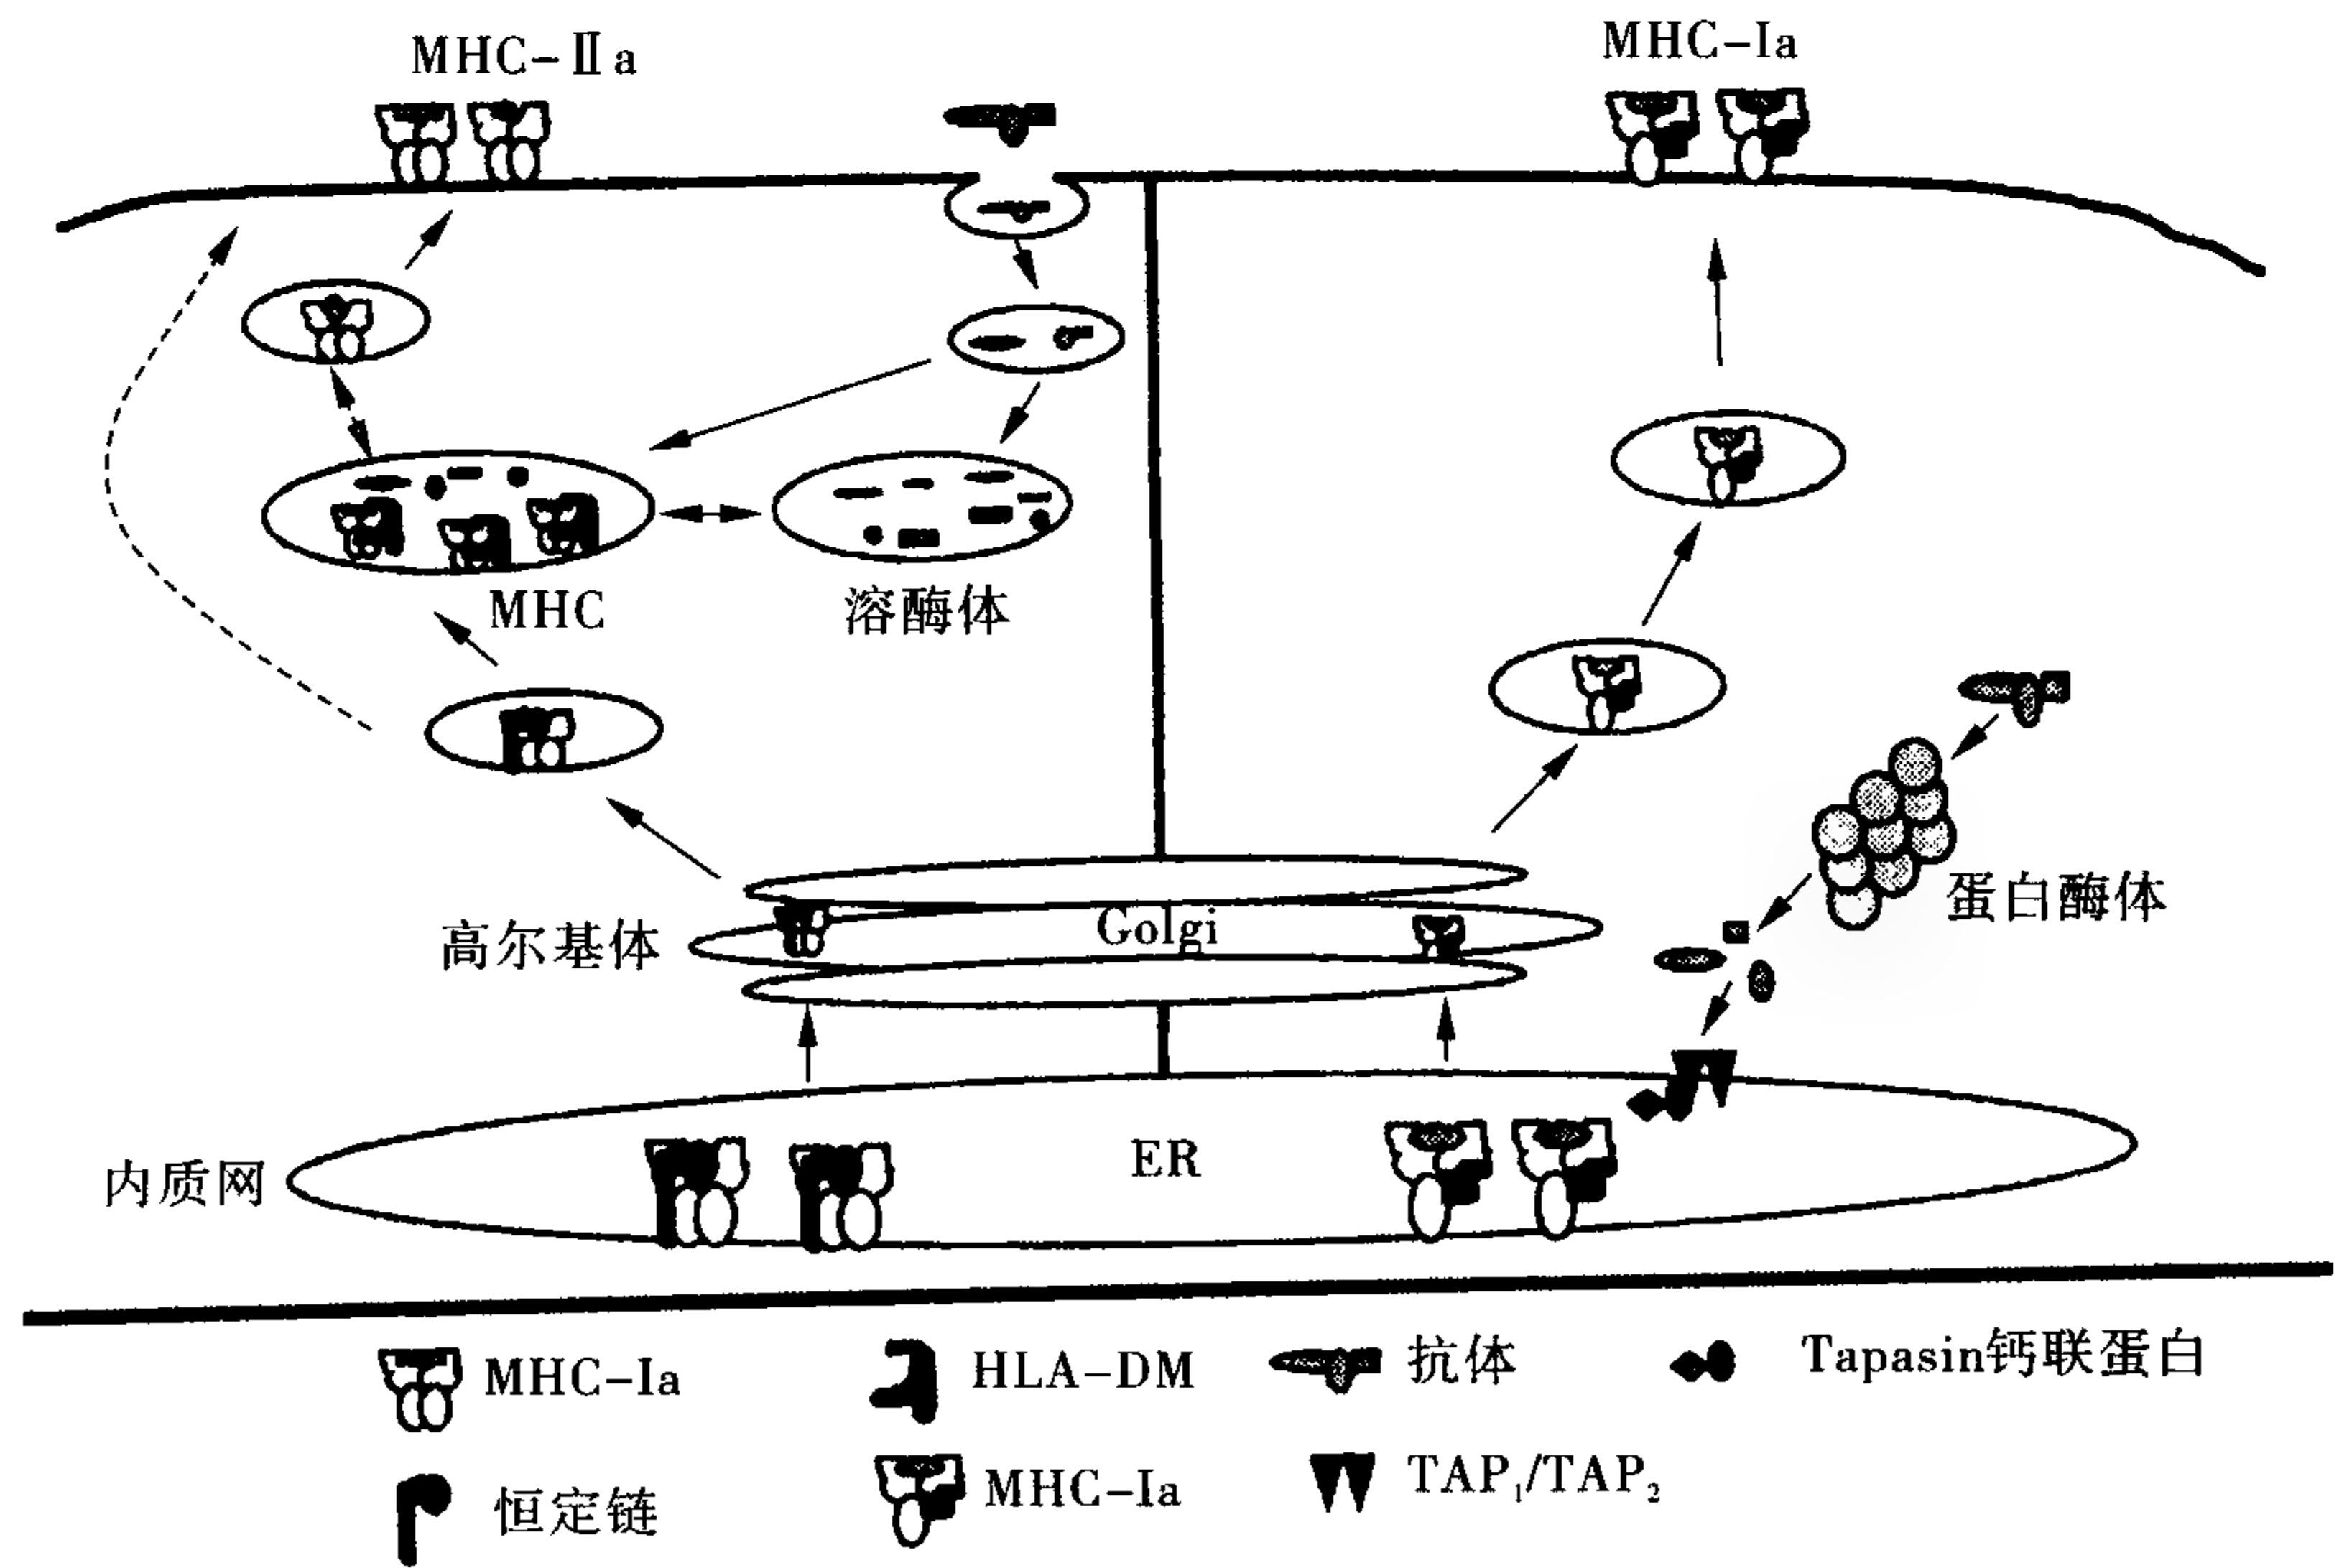 MHC-Ⅱa
MHC-Ia
MHC
溶酶体
蛋白酶体
高尔基体
Golgi
内质网
ER
MHC-Ia
HLA-DM
抗体
Tapasin钙联蛋白
恒定链
MHC-Ia
TAP₁/TAP₂